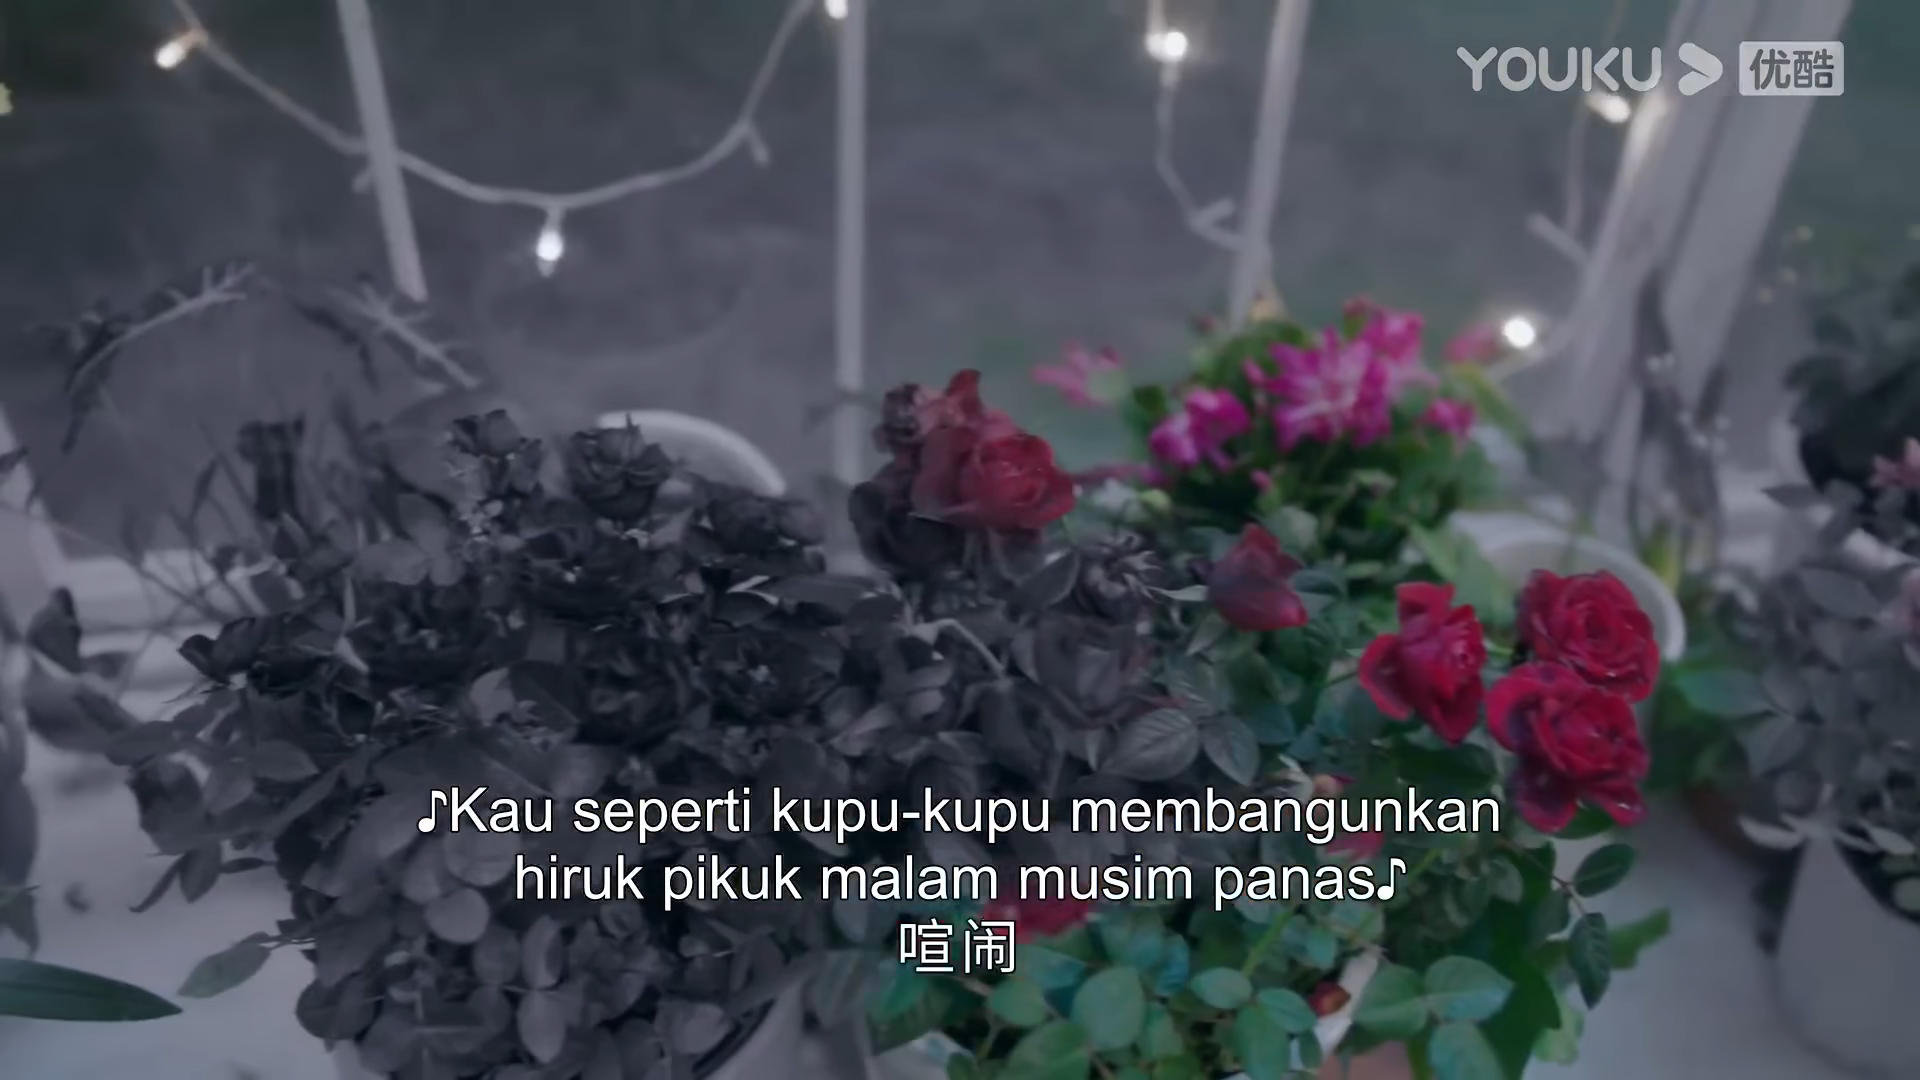 YOUKU 优酷
♪Kau seperti kupu-kupu membangunkan
hiruk pikuk malam musim panas♪
喧闹